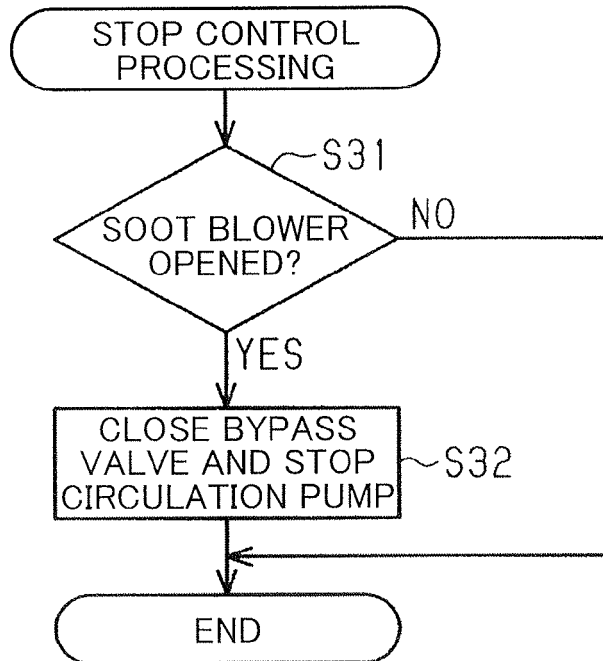 STOP CONTROL
PROCESSING
S31
SOOT BLOWER
OPENED?
NO
YES
CLOSE BYPASS
VALVE AND STOP
CIRCULATION PUMP
S32
END